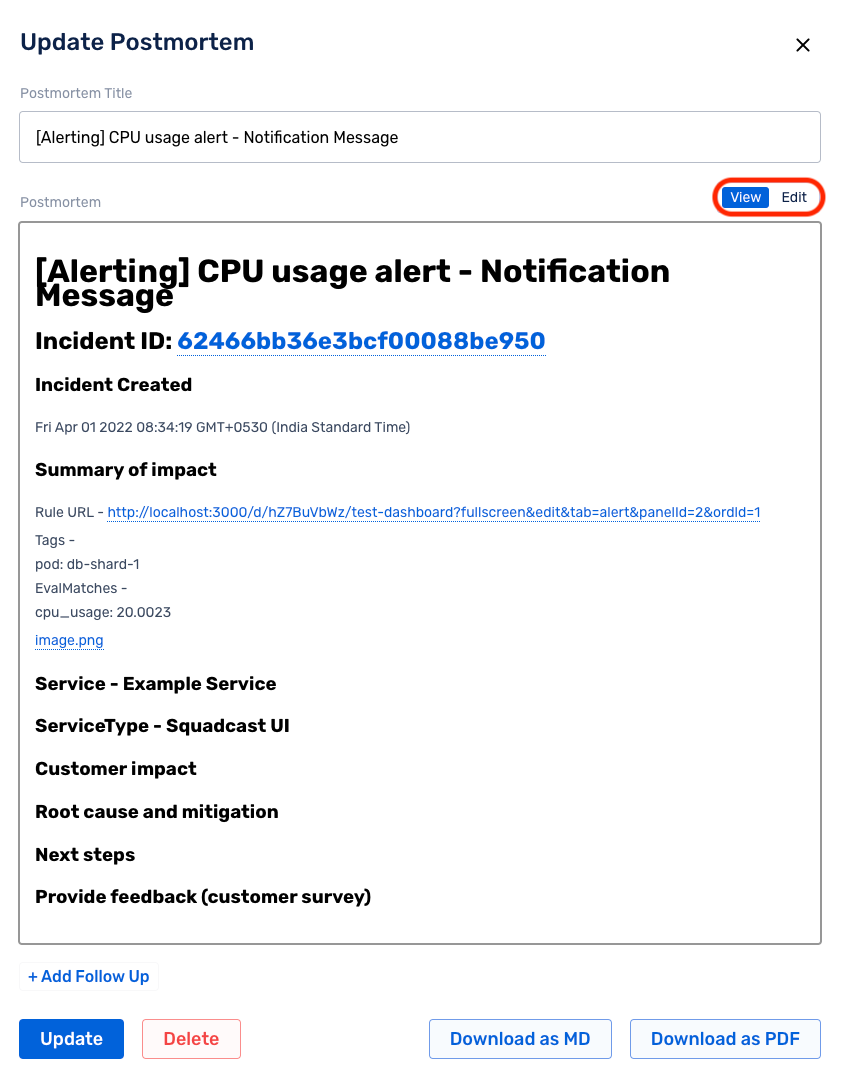 Update Postmortem
Postmortem Title
[Alerting] CPU usage alert - Notification Message
Postmortem
View Edit
[Alerting] CPU usage alert - Notification
Message
Incident ID: 62466bb36e3bcf00088be950
Incident Created
Fri Apr 01 2022 08:34:19 GMT+0530 (India Standard Time)
Summary of impact
Rule URL - http://localhost:3000/d/hZ7BuVbWz/test-dashboard?fullscreen&edit&tab=alert&panelId=2&ordId=1
Tags -
pod: db-shard-1
EvalMatches -
cpu_usage: 20.0023
image.png
Service - Example Service
ServiceType - Squadcast UI
Customer impact
Root cause and mitigation
Next steps
Provide feedback (customer survey)
+ Add Follow Up
Update Delete Download as MD Download as PDF